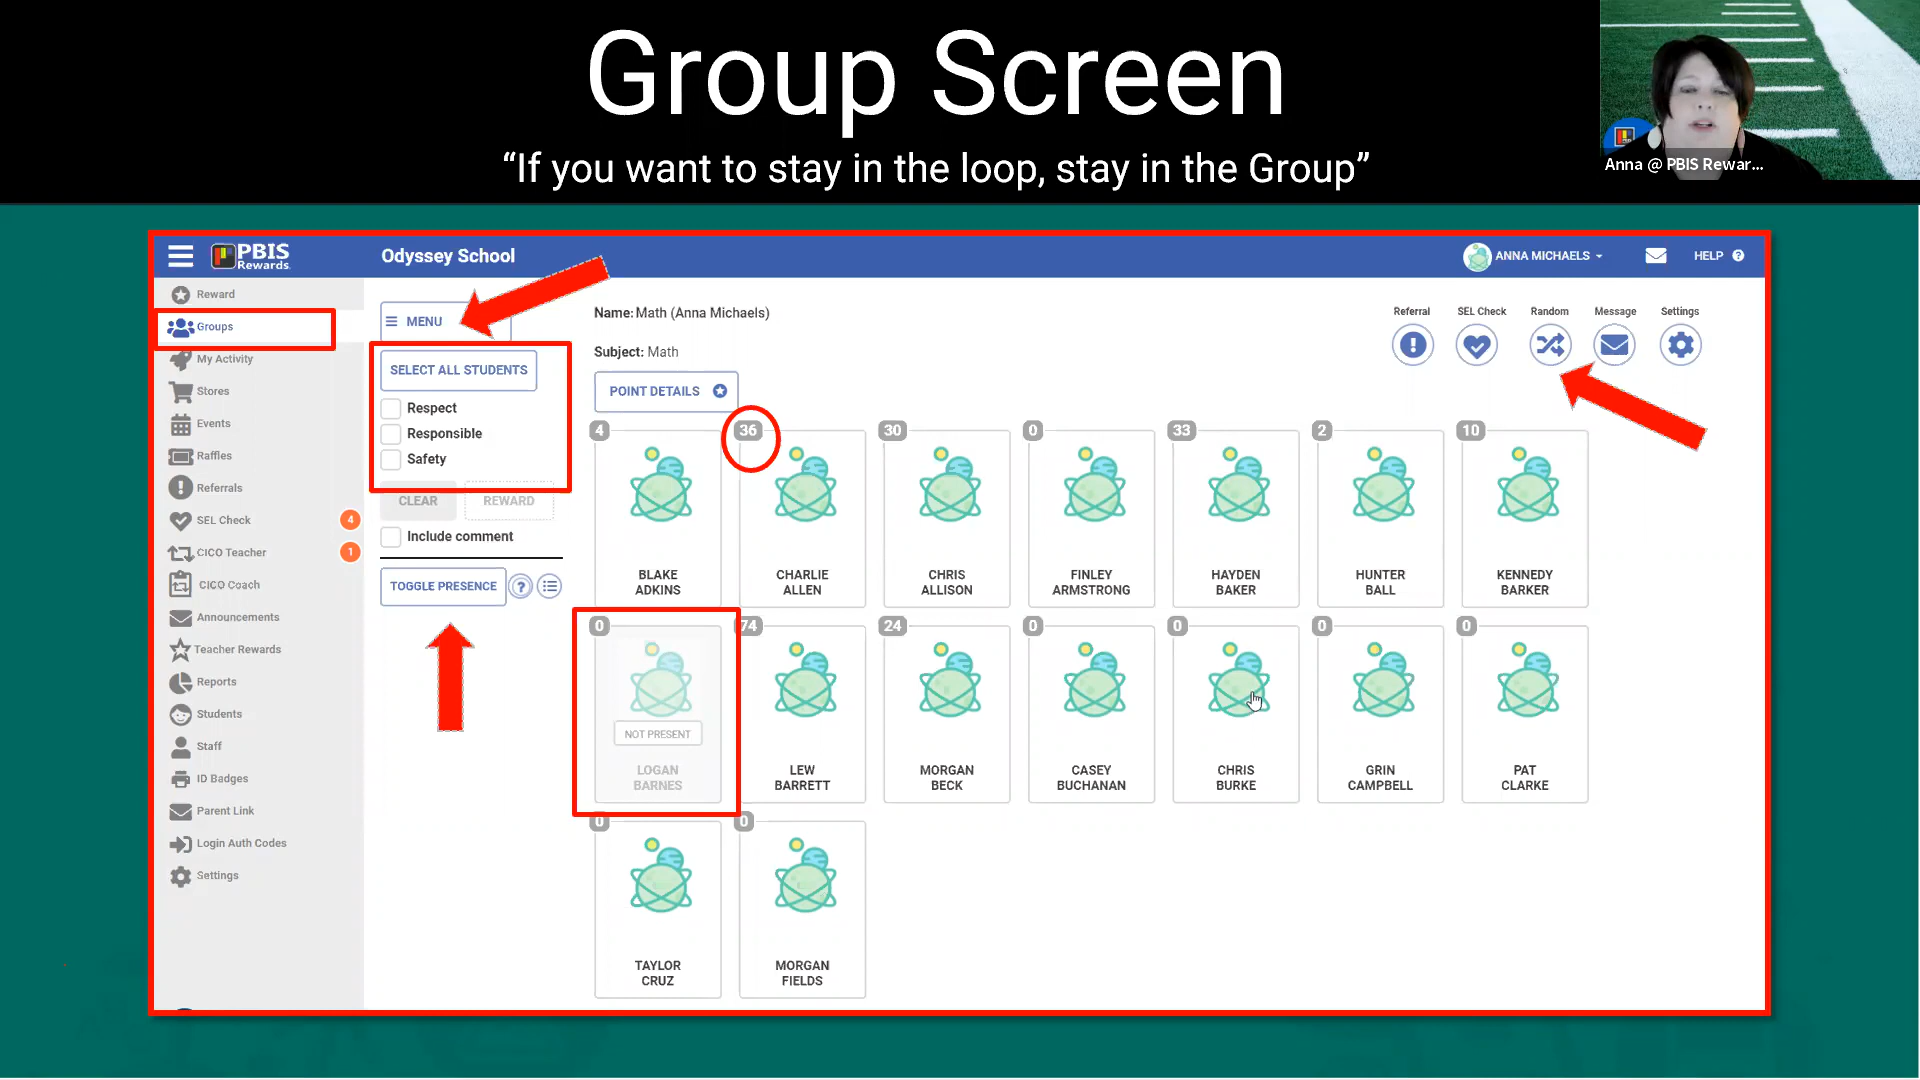 Group Screen
“If you want to stay in the loop, stay in the Group”
Anna @ PBIS Rewar...
PBIS
Rewards
Odyssey School
ANNA MICHAELS
HELP
Reward
Groups
My Activity
Stores
Events
Raffles
Referrals
SEL Check
4
CICO Teacher
1
CICO Coach
Announcements
Teacher Rewards
Reports
Students
Staff
ID Badges
Parent Link
Login Auth Codes
Settings
MENU
SELECT ALL STUDENTS
Respect
Responsible
Safety
CLEAR
REWARD
Include comment
TOGGLE PRESENCE
Name: Math (Anna Michaels)
Subject: Math
POINT DETAILS
Referral
SEL Check
Random
Message
Settings
4
BLAKE
ADKINS
36
CHARLIE
ALLEN
30
CHRIS
ALLISON
0
FINLEY
ARMSTRONG
33
HAYDEN
BAKER
2
HUNTER
BALL
10
KENNEDY
BARKER
0
NOT PRESENT
LOGAN
BARNES
74
LEW
BARRETT
24
MORGAN
BECK
0
CASEY
BUCHANAN
0
CHRIS
BURKE
0
GRIN
CAMPBELL
0
PAT
CLARKE
0
TAYLOR
CRUZ
0
MORGAN
FIELDS